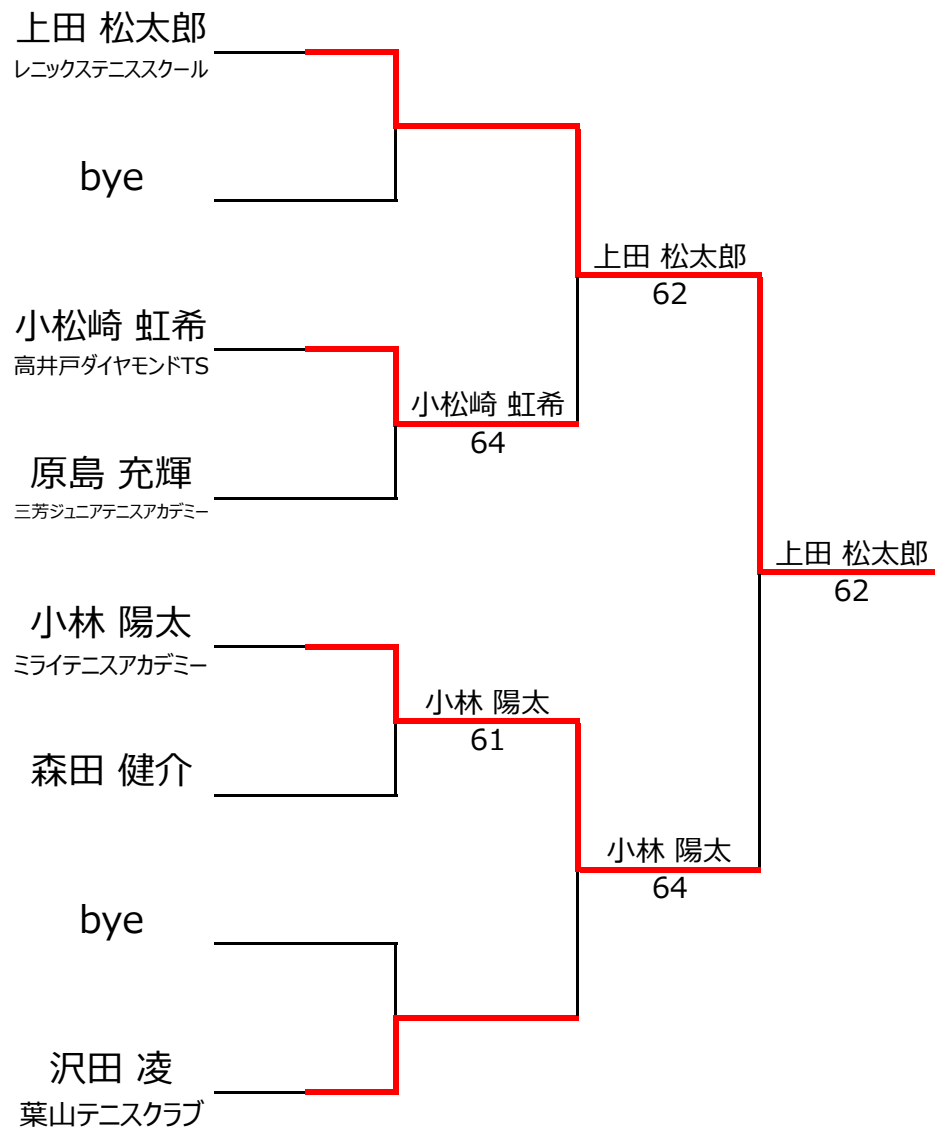 上田 松太郎
レニックステニススクール
bye
小松崎 虹希
高井戸ダイヤモンドTS
原島 充輝
三芳ジュニアテニスアカデミー
小林 陽太
ミライテニスアカデミー
森田 健介
bye
沢田 凌
葉山テニスクラブ
小松崎 虹希
64
小林 陽太
61
上田 松太郎
62
小林 陽太
64
上田 松太郎
62